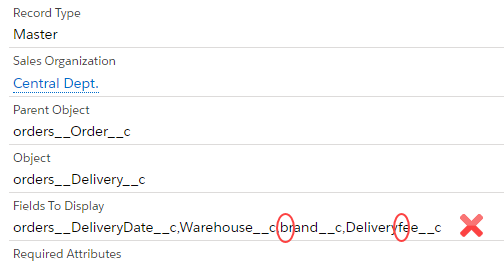 Record Type
Master
Sales Organization
Central Dept.
Parent Object
orders__Order__c
Object
orders__Delivery__c
Fields To Display
orders__DeliveryDate__c,Warehouse__c,brand__c,Deliveryfee__c
Required Attributes